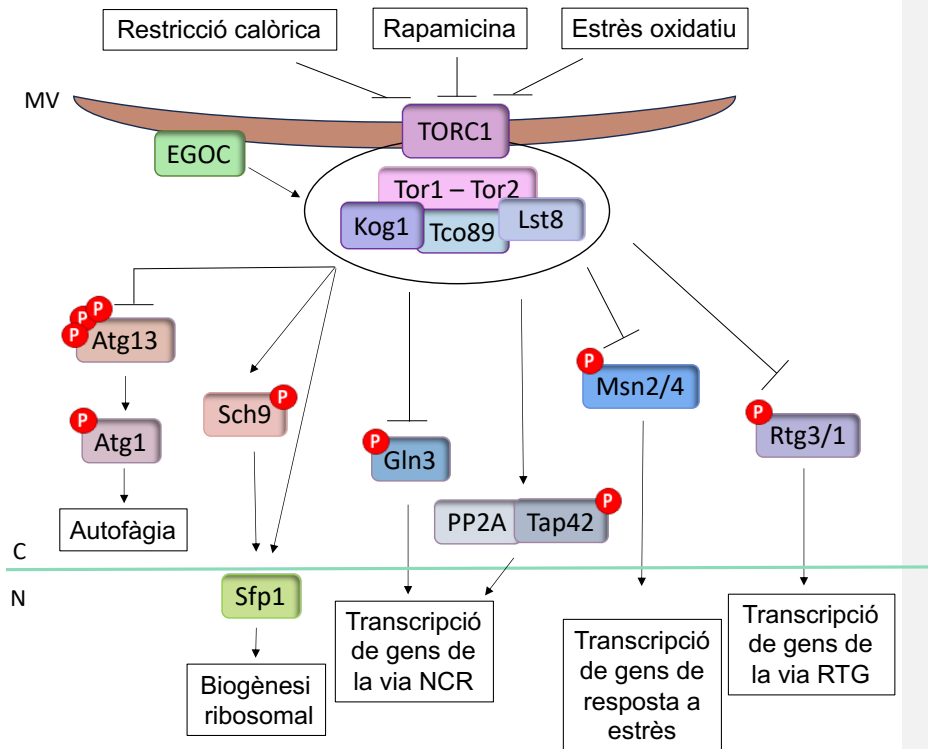 Restricció calòrica
Rapamicina
Estrès oxidatiu
MV
TORC1
EGOC
Tor1 – Tor2
Kog1
Tco89
Lst8
P
P
P
Atg13
P
Msn2/4
P
Sch9
P
Atg1
P
Gln3
P
Rtg3/1
PP2A
Tap42
P
Autofàgia
C
N
Sfp1
Transcripció
de gens de
la via NCR
Transcripció
de gens de
resposta a
estrès
Transcripció
de gens de
la via RTG
Biogènesi
ribosomal